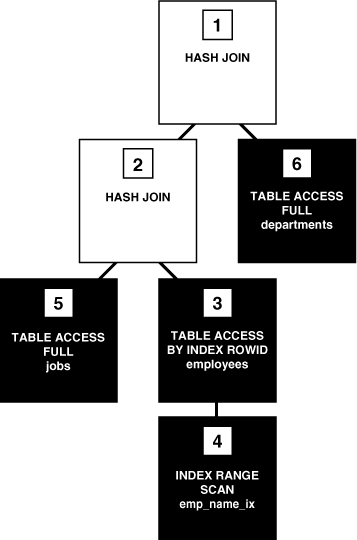 1
HASH JOIN
2
HASH JOIN
6
TABLE ACCESS
FULL
departments
5
TABLE ACCESS
FULL
jobs
3
TABLE ACCESS
BY INDEX ROWID
employees
4
INDEX RANGE
SCAN
emp_name_ix